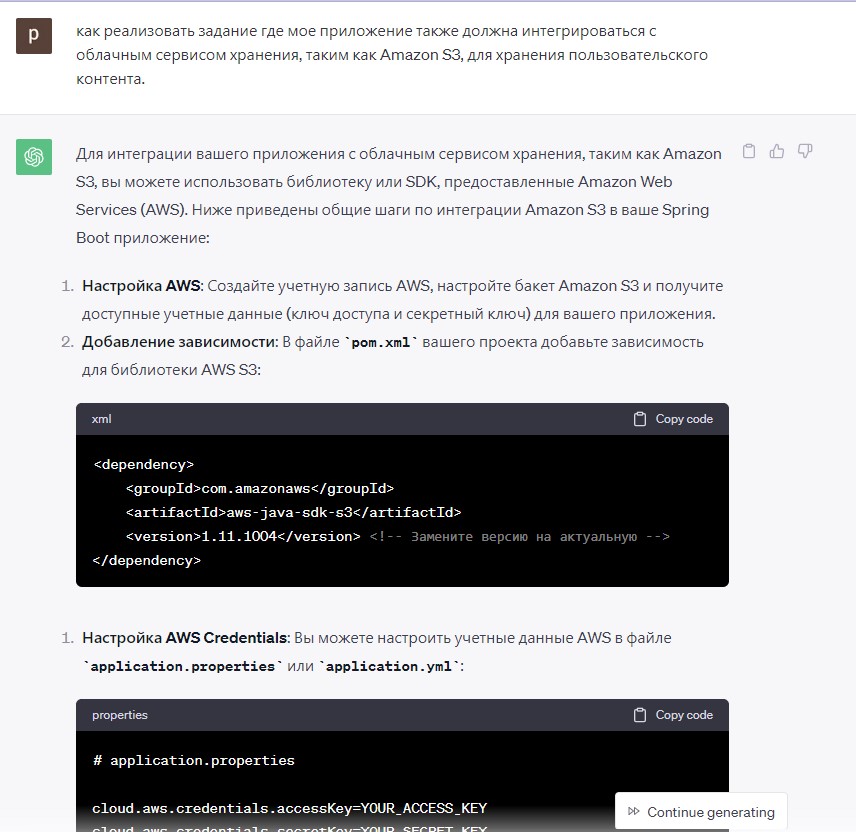 p
как реализовать задание где мое приложение также должна интегрироваться с
облачным сервисом хранения, таким как Amazon S3, для хранения пользовательского
контента.
Для интеграции вашего приложения с облачным сервисом хранения, таким как Amazon
S3, вы можете использовать библиотеку или SDK, предоставленные Amazon Web
Services (AWS). Ниже приведены общие шаги по интеграции Amazon S3 в ваше Spring
Boot приложение:
1. Настройка AWS: Создайте учетную запись AWS, настройте бакет Amazon S3 и получите
доступные учетные данные (ключ доступа и секретный ключ) для вашего приложения.
2. Добавление зависимости: В файле `pom.xml` вашего проекта добавьте зависимость
для библиотеки AWS S3:
xml Copy code
<dependency>
    <groupId>com.amazonaws</groupId>
    <artifactId>aws-java-sdk-s3</artifactId>
    <version>1.11.1004</version> <!-- Замените версию на актуальную -->
</dependency>
1. Настройка AWS Credentials: Вы можете настроить учетные данные AWS в файле
`application.properties` или `application.yml`:
properties Copy code
# application.properties
cloud.aws.credentials.accessKey=YOUR_ACCESS_KEY
cloud.aws.credentials.secretKey=YOUR_SECRET_KEY
Continue generating